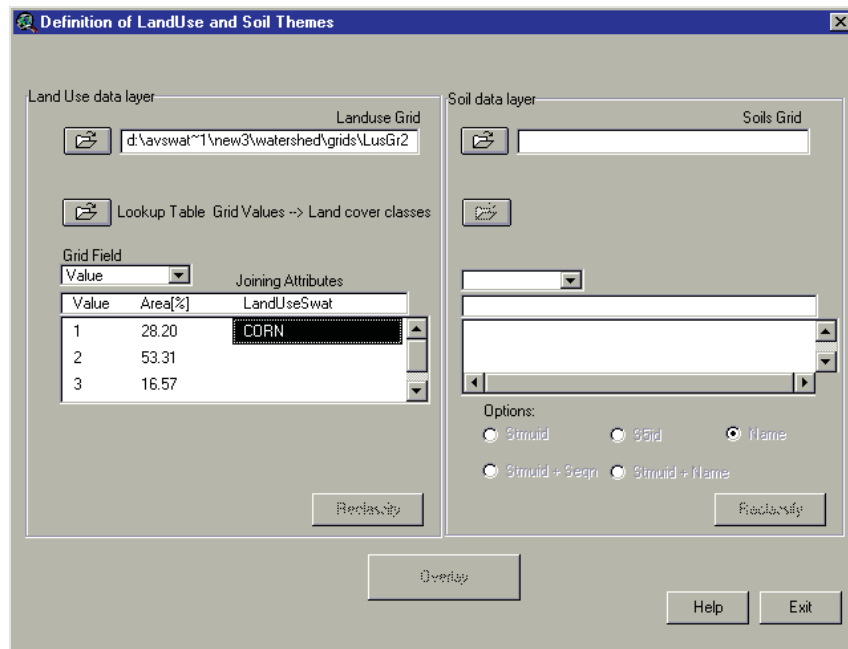 Definition of LandUse and Soil Themes
Land Use data layer
Landuse Grid
d:\avswat~1\new3\watershed\grids\LusGr2
Lookup Table Grid Values --> Land cover classes
Grid Field
Value
Joining Attributes
Value Area[%] LandUseSwat
1 28.20 CORN
2 53.31
3 16.57
Reclassify
Soil data layer
Soils Grid
Options:
Stmuid S5id Name
Stmuid + Seqn Stmuid + Name
Reclassify
Overlay
Help Exit